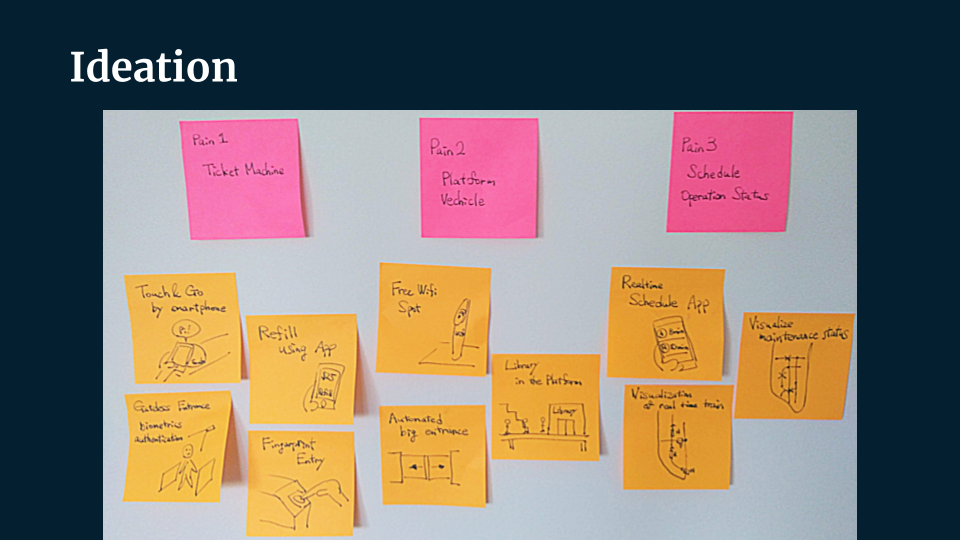 Ideation
Pain 1
Ticket Machine
Pain 2
Platform
Vechicle
Pain 3
Schedule
Operation Status
Touch & Go
by smartphone
Pi!
Refill
using App
Free Wifi
Spot
Library
in the Platform
Library
Realtime
Schedule App
Visualize
maintenance status
Entrance
biometrics
authentication
Fingerprint
Entry
Automated
big entrance
Visualization
of real time train